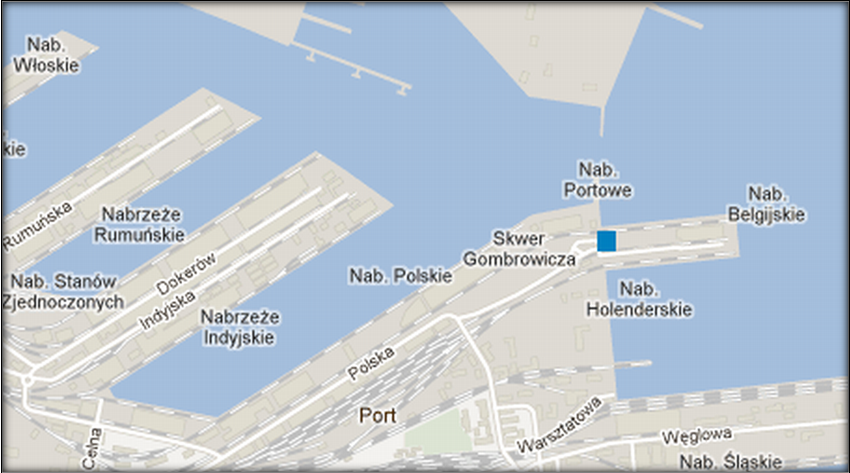 Nab.
Włoskie
kie
Nab.
Portowe
Nab.
Belgijskie
Rumuńska
Nabrzeże
Rumuńskie
Skwer
Gombrowicza
Dokerów
Nab. Polskie
Nab. Stanów
Zjednoczonych
Indyjska
Nab.
Holenderskie
Nabrzeże
Indyjskie
Polska
Port
Warsztatowa
Celna
Węglowa
Nab. Śląskie